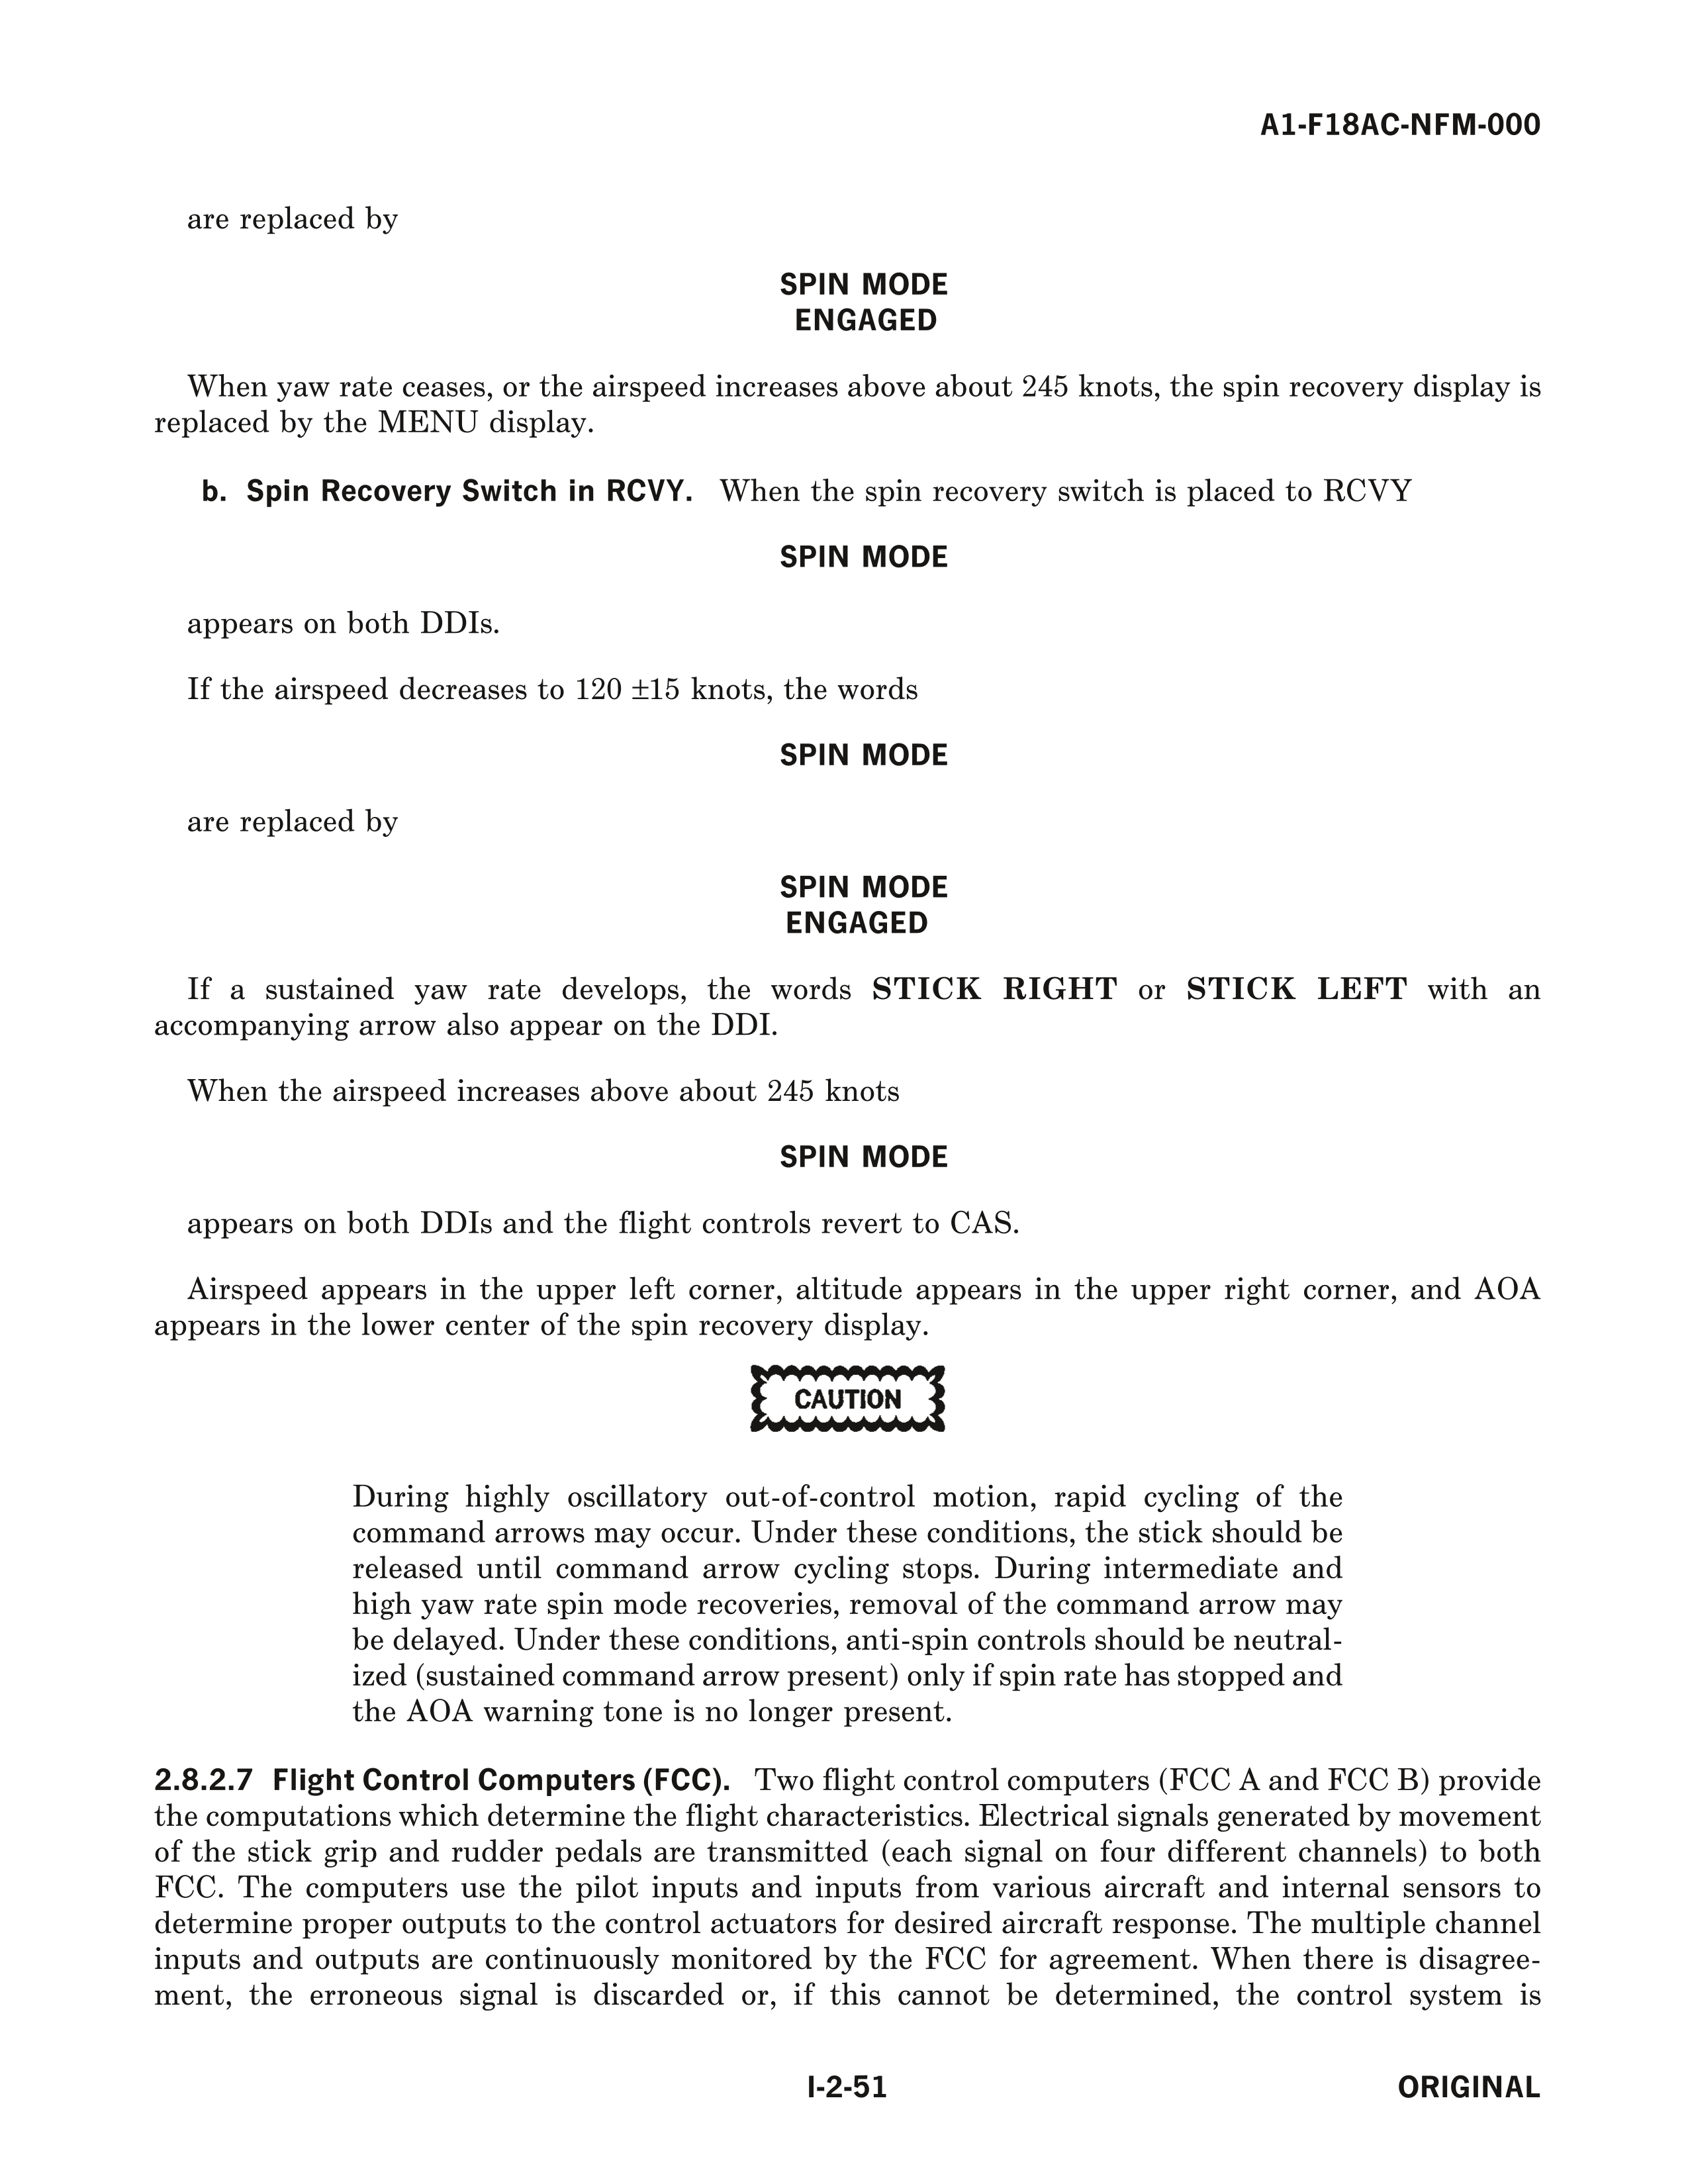 A1-F18AC-NFM-000
are replaced by
SPIN MODE
ENGAGED
When yaw rate ceases, or the airspeed increases above about 245 knots, the spin recovery display is
replaced by the MENU display.
b. Spin Recovery Switch in RCVY. When the spin recovery switch is placed to RCVY
SPIN MODE
appears on both DDIs.
If the airspeed decreases to 120 ±15 knots, the words
SPIN MODE
are replaced by
SPIN MODE
ENGAGED
If a sustained yaw rate develops, the words STICK RIGHT or STICK LEFT with an
accompanying arrow also appear on the DDI.
When the airspeed increases above about 245 knots
SPIN MODE
appears on both DDIs and the flight controls revert to CAS.
Airspeed appears in the upper left corner, altitude appears in the upper right corner, and AOA
appears in the lower center of the spin recovery display.
CAUTION
During highly oscillatory out-of-control motion, rapid cycling of the
command arrows may occur. Under these conditions, the stick should be
released until command arrow cycling stops. During intermediate and
high yaw rate spin mode recoveries, removal of the command arrow may
be delayed. Under these conditions, anti-spin controls should be neutral-
ized (sustained command arrow present) only if spin rate has stopped and
the AOA warning tone is no longer present.
2.8.2.7 Flight Control Computers (FCC). Two flight control computers (FCC A and FCC B) provide
the computations which determine the flight characteristics. Electrical signals generated by movement
of the stick grip and rudder pedals are transmitted (each signal on four different channels) to both
FCC. The computers use the pilot inputs and inputs from various aircraft and internal sensors to
determine proper outputs to the control actuators for desired aircraft response. The multiple channel
inputs and outputs are continuously monitored by the FCC for agreement. When there is disagree-
ment, the erroneous signal is discarded or, if this cannot be determined, the control system is
I-2-51
ORIGINAL